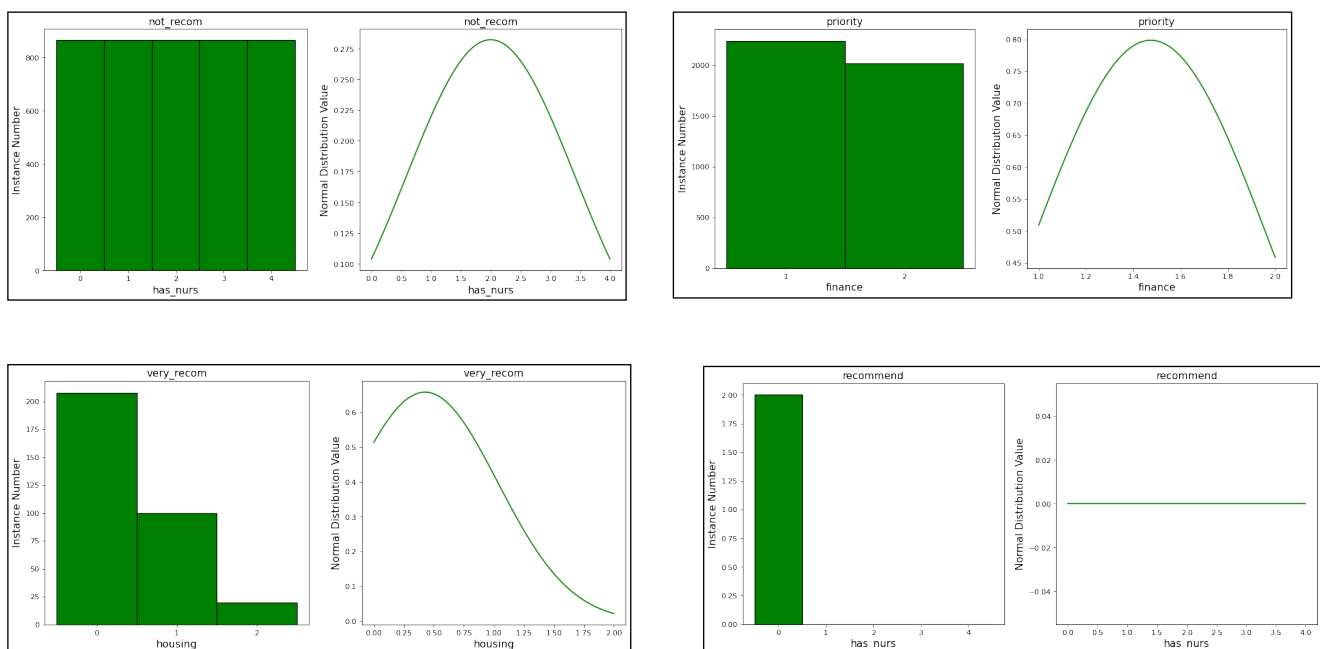 not_recom
Instance Number
800
600
400
200
0
0 1 2 3 4
has_nurs
not_recom
Normal Distribution Value
0.275
0.250
0.225
0.200
0.175
0.150
0.125
0.100
0.0 0.5 1.0 1.5 2.0 2.5 3.0 3.5 4.0
has_nurs
priority
Instance Number
2000
1500
1000
500
0
1 2
finance
priority
Normal Distribution Value
0.80
0.75
0.70
0.65
0.60
0.55
0.50
0.45
1.0 1.2 1.4 1.6 1.8 2.0
finance
very_recom
Instance Number
200
175
150
125
100
75
50
25
0
0 1 2
housing
very_recom
Normal Distribution Value
0.6
0.5
0.4
0.3
0.2
0.1
0.0
0.00 0.25 0.50 0.75 1.00 1.25 1.50 1.75 2.00
housing
recommend
Instance Number
2.00
1.75
1.50
1.25
1.00
0.75
0.50
0.25
0.00
0 1 2 3 4
has_nurs
recommend
Normal Distribution Value
0.04
0.02
0.00
−0.02
−0.04
0.0 0.5 1.0 1.5 2.0 2.5 3.0 3.5 4.0
has_nurs